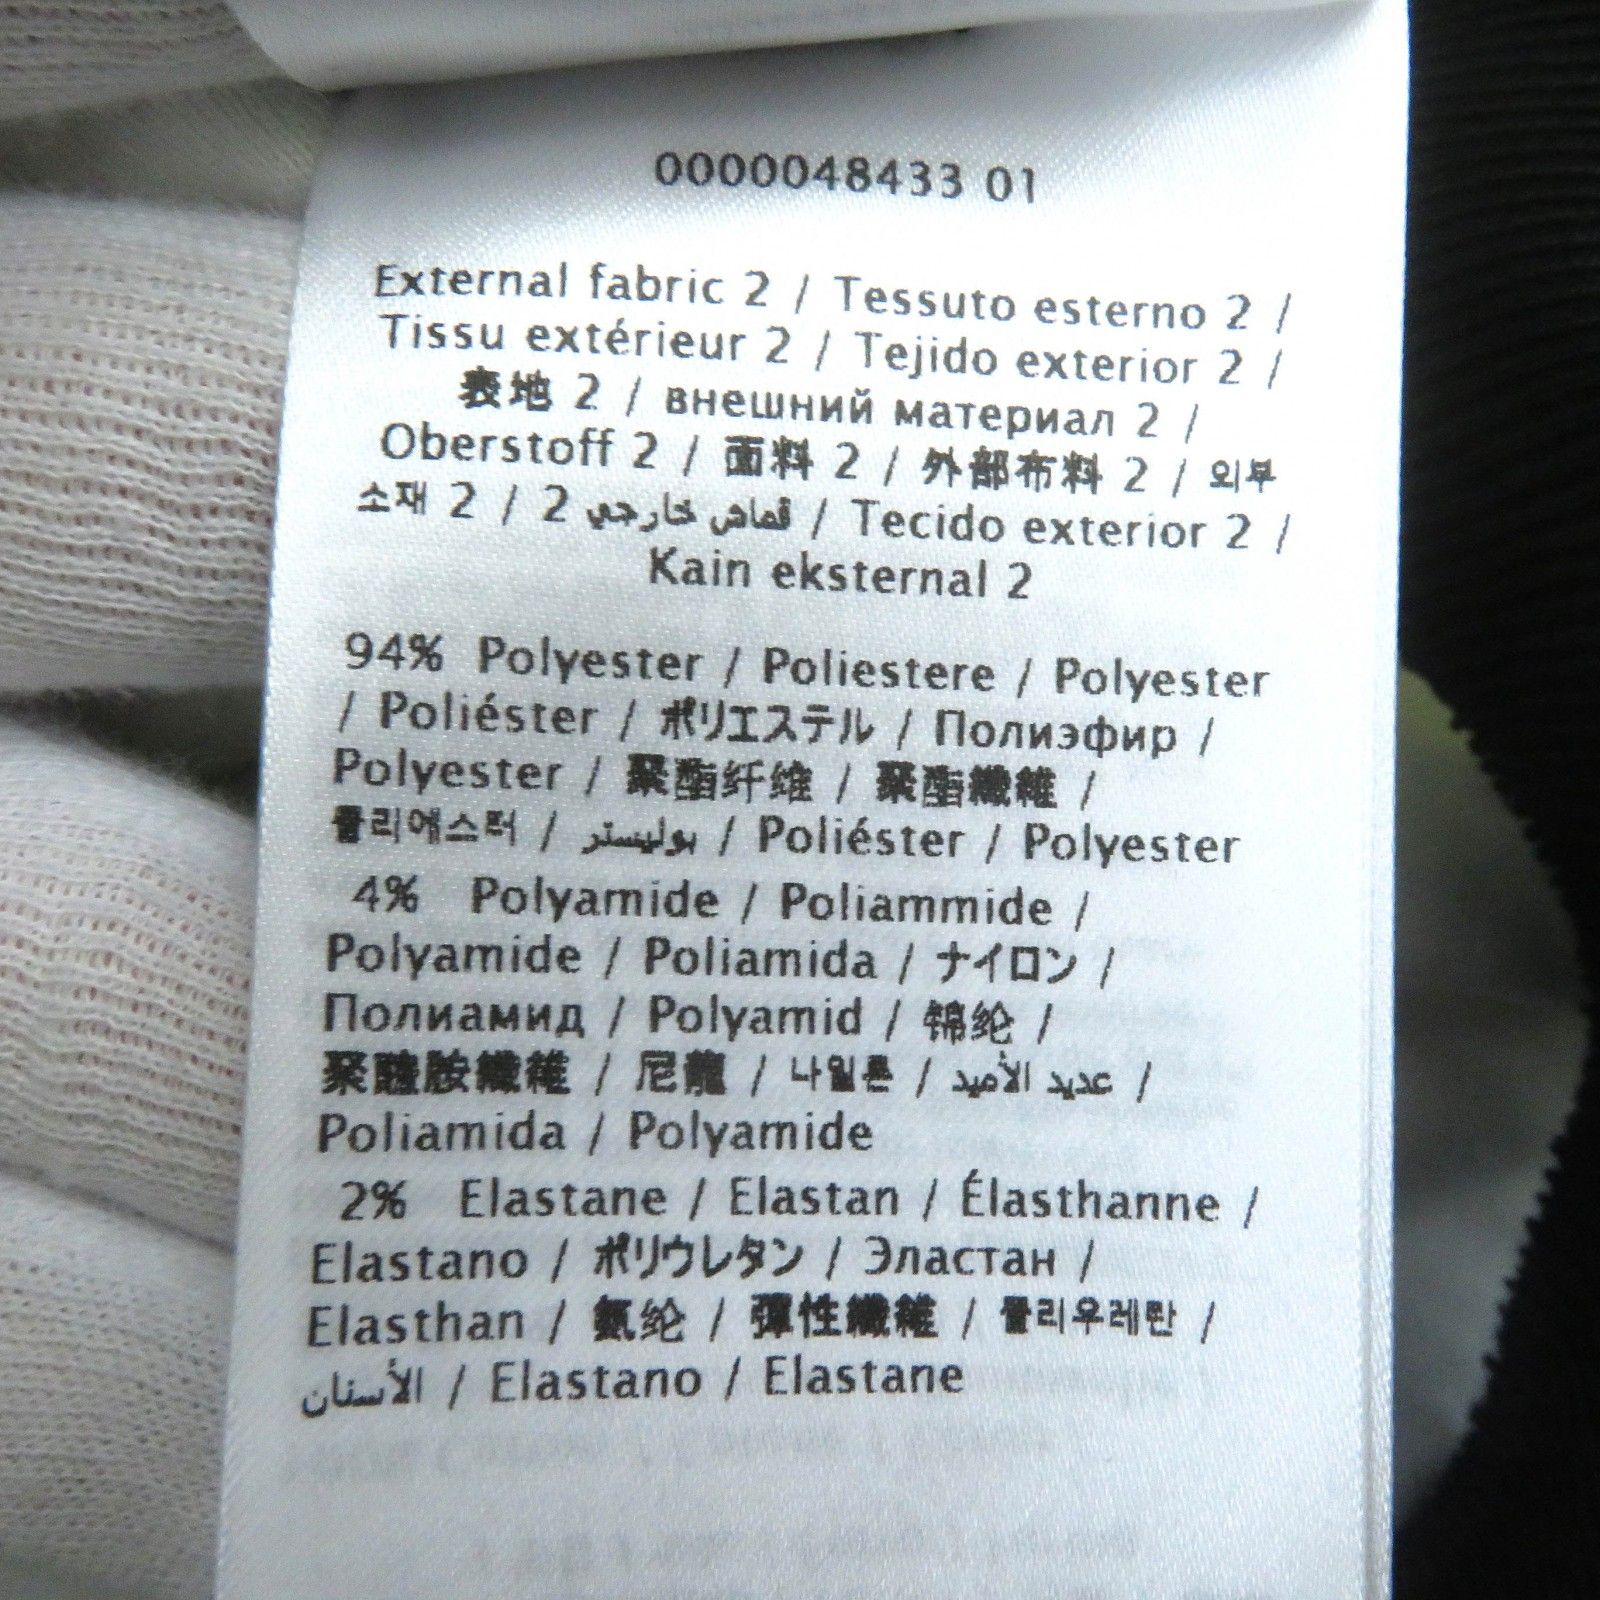 0000048433 01
External fabric 2 / Tessuto esterno 2 /
Tissu extérieur 2 / Tejido exterior 2 /
表地 2 / внешний материал 2 /
Oberstoff 2 / 面料 2 / 外部布料 2 / 외부
소재 2 / قماش خارجي 2 / Tecido exterior 2 /
Kain eksternal 2
94% Polyester / Poliestere / Polyester
/ Poliéster / ポリエステル / Полиэфир /
Polyester / 聚酯纤维 / 聚酯纖維 /
폴리에스터 / بوليستر / Poliéster / Polyester
4% Polyamide / Poliammide /
Polyamide / Poliamida / ナイロン /
Полиамид / Polyamid / 锦纶 /
聚醯胺纖維 / 尼龍 / 나일론 / عديد الأميد /
Poliamida / Polyamide
2% Elastane / Elastan / Élasthanne /
Elastano / ポリウレタン / Эластан /
Elasthan / 氨纶 / 彈性纖維 / 폴리우레탄 /
الأستان / Elastano / Elastane